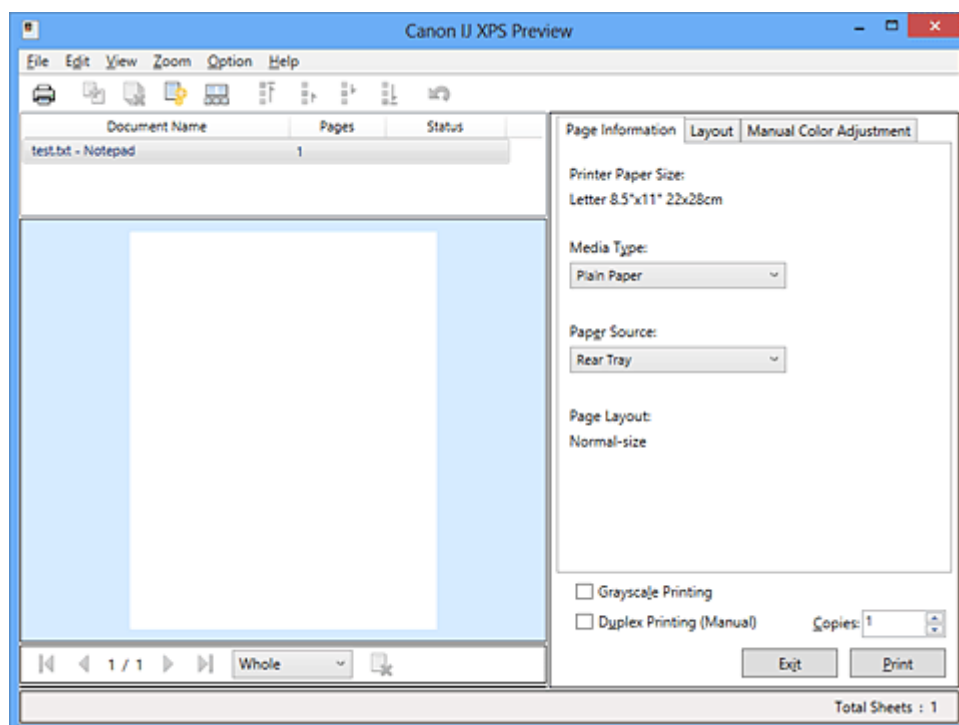 Canon IJ XPS Preview
File Edit View Zoom Option Help
Document Name Pages Status
test.txt - Notepad 1
Page Information Layout Manual Color Adjustment
Printer Paper Size:
Letter 8.5"x11" 22x28cm
Media Type:
Plain Paper
Paper Source:
Rear Tray
Page Layout:
Normal-size
Grayscale Printing
Duplex Printing (Manual) Copies: 1
1 / 1 Whole
Exit Print
Total Sheets : 1